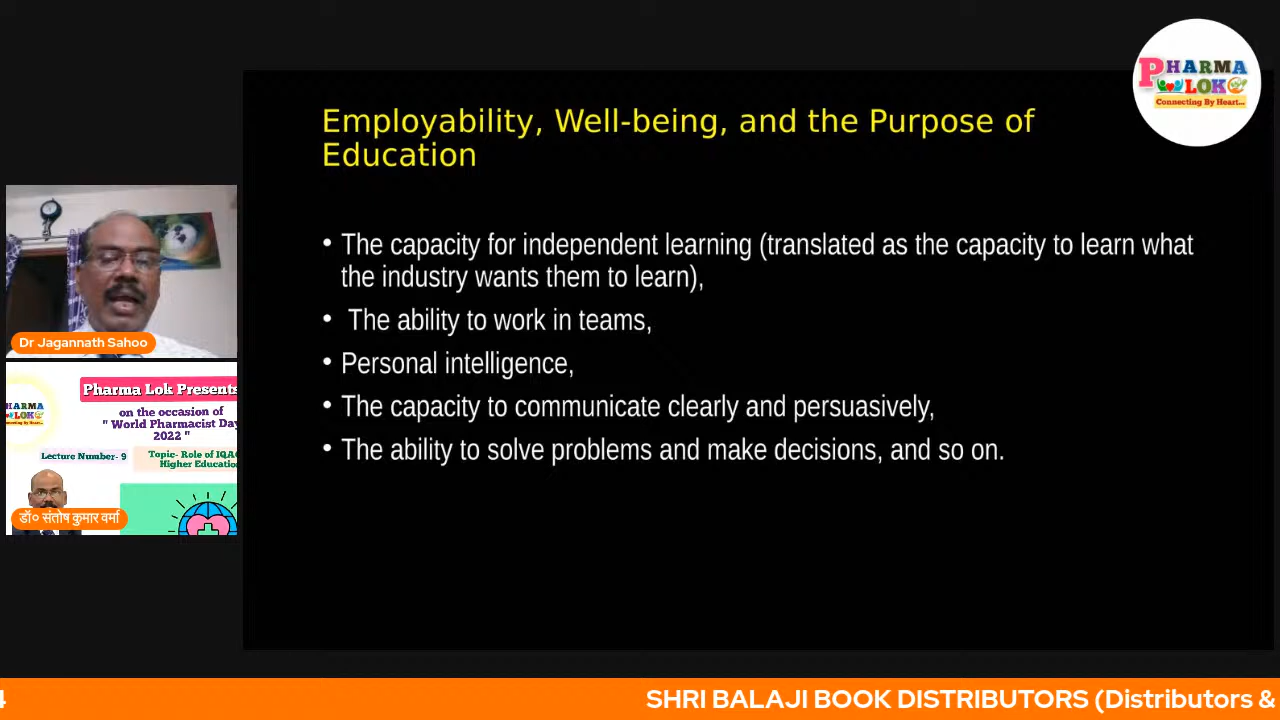 PHARMA
LOK
Connecting By Heart...
Employability, Well-being, and the Purpose of
Education
• The capacity for independent learning (translated as the capacity to learn what
the industry wants them to learn),
• The ability to work in teams,
• Personal intelligence,
• The capacity to communicate clearly and persuasively,
• The ability to solve problems and make decisions, and so on.
Dr Jagannath Sahoo
Pharma Lok Presents
on the occasion of
" World Pharmacist Day
2022 "
Lecture Number- 9
Topic- Role of IQAC
Higher Education
डॉ० संतोष कुमार वर्मा
4
SHRI BALAJI BOOK DISTRIBUTORS (Distributors &